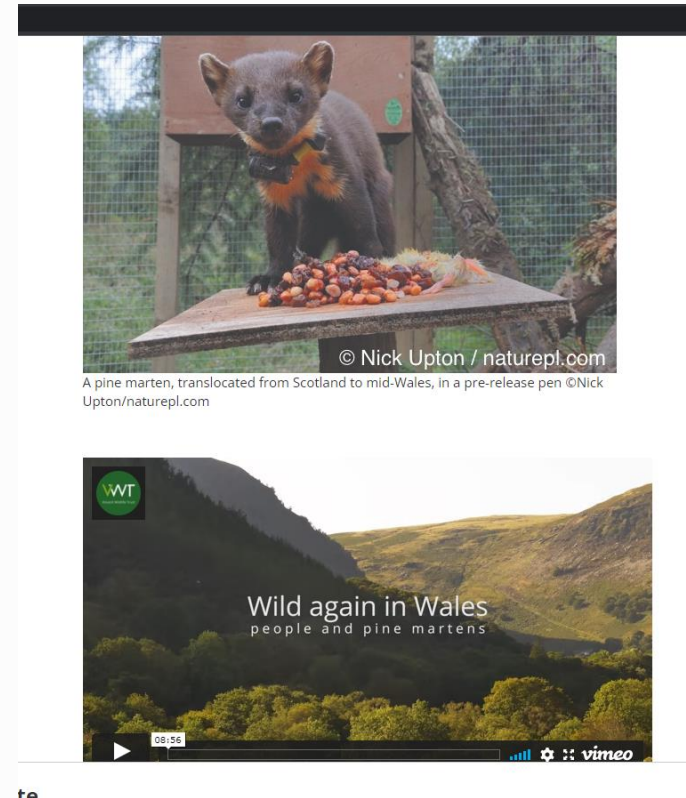 © Nick Upton / naturepl.com
A pine marten, translocated from Scotland to mid-Wales, in a pre-release pen ©Nick
Upton/naturepl.com
VWT
Wild again in Wales
people and pine martens
08:56
vimeo